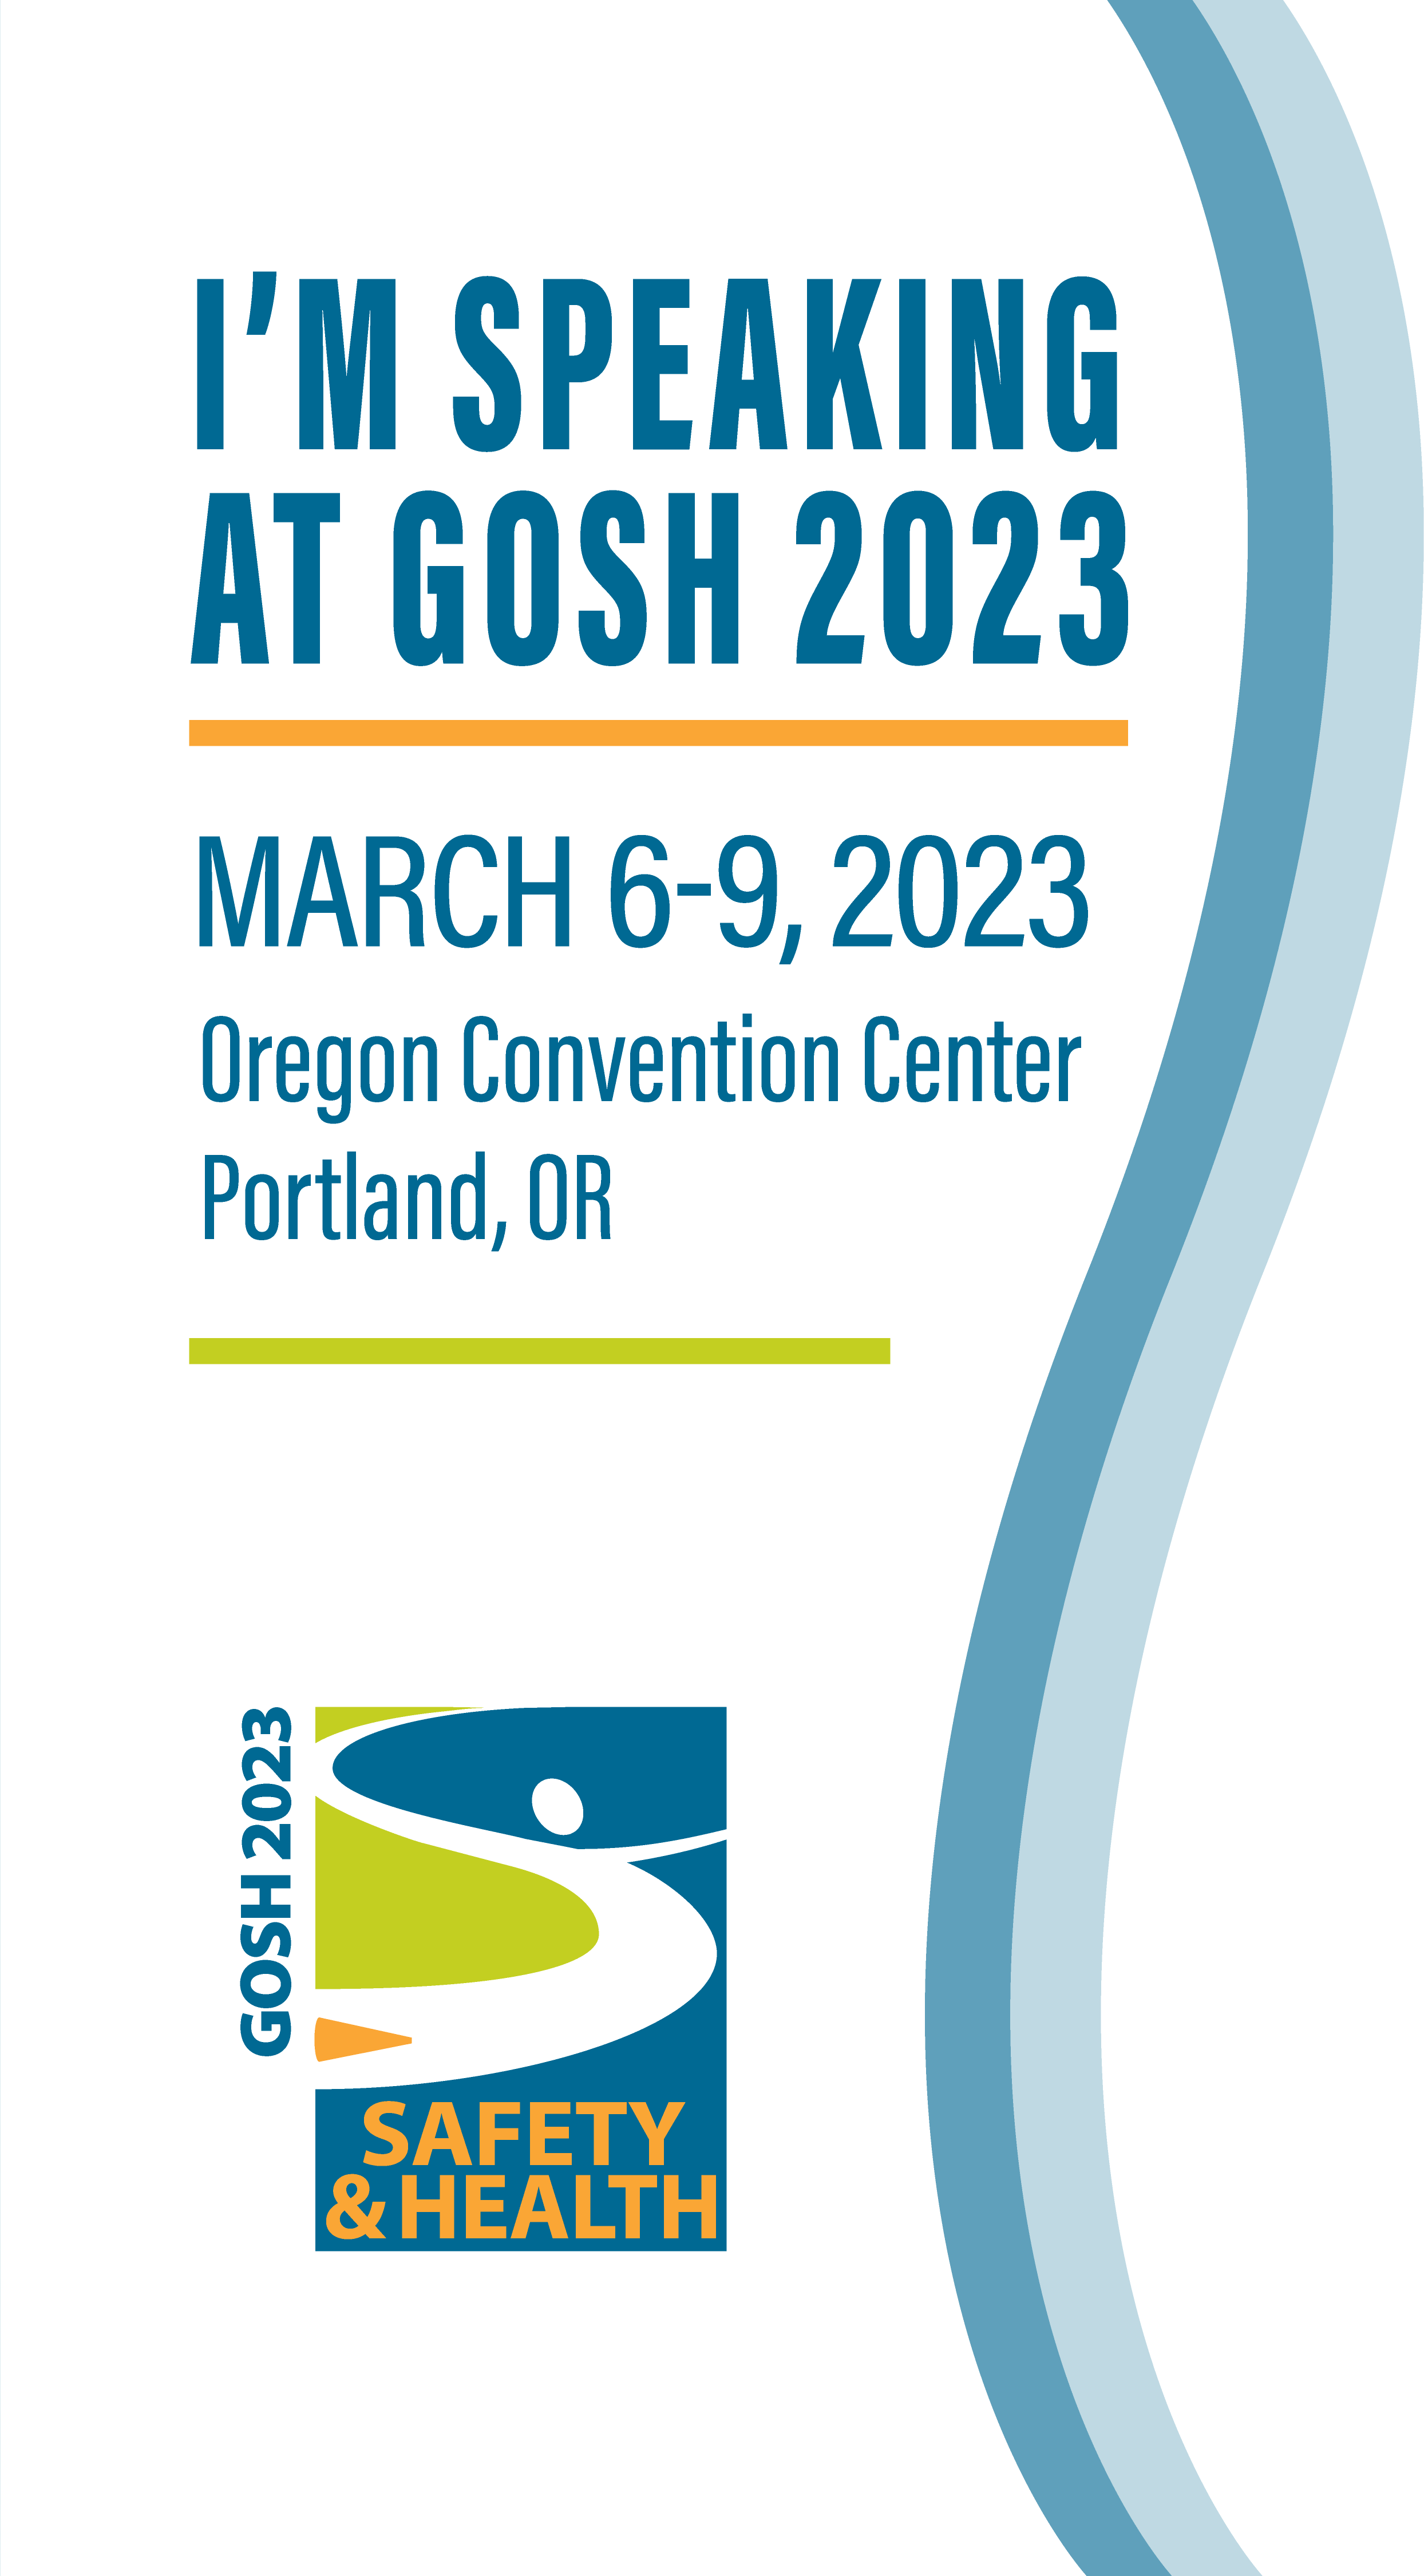 I’M SPEAKING
AT GOSH 2023
MARCH 6-9, 2023
Oregon Convention Center
Portland, OR
GOSH 2023
SAFETY
& HEALTH